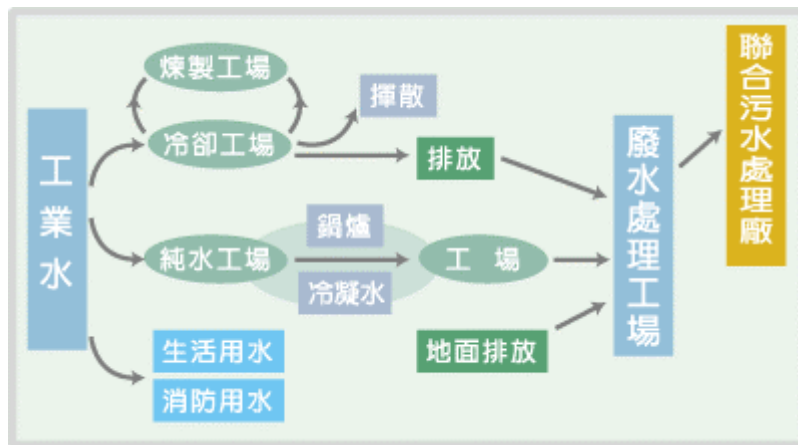 工業水
煉製工場
冷卻工場
揮散
排放
純水工場
鍋爐
冷凝水
工 場
生活用水
消防用水
地面排放
廢水處理工場
聯合污水處理廠